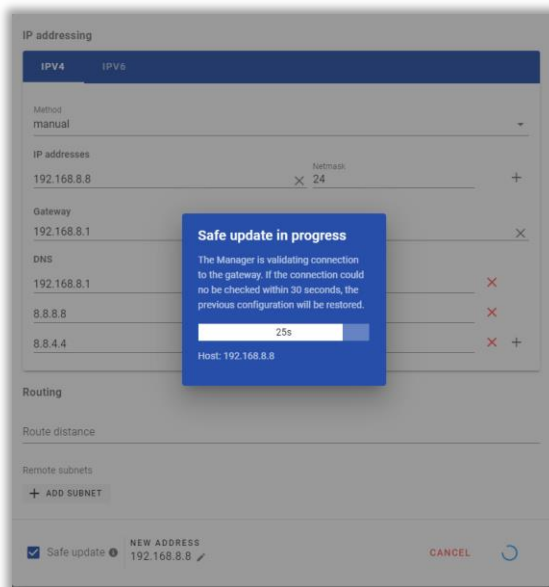 IP addressing
IPV4 IPV6
Method
manual
IP addresses
Netmask
192.168.8.8 24
Gateway
192.168.8.1
DNS
192.168.8.1
8.8.8.8
8.8.4.4
Safe update in progress
The Manager is validating connection
to the gateway. If the connection could
no be checked within 30 seconds, the
previous configuration will be restored.
25s
Host: 192.168.8.8
Routing
Route distance
Remote subnets
+ ADD SUBNET
Safe update
NEW ADDRESS
192.168.8.8
CANCEL